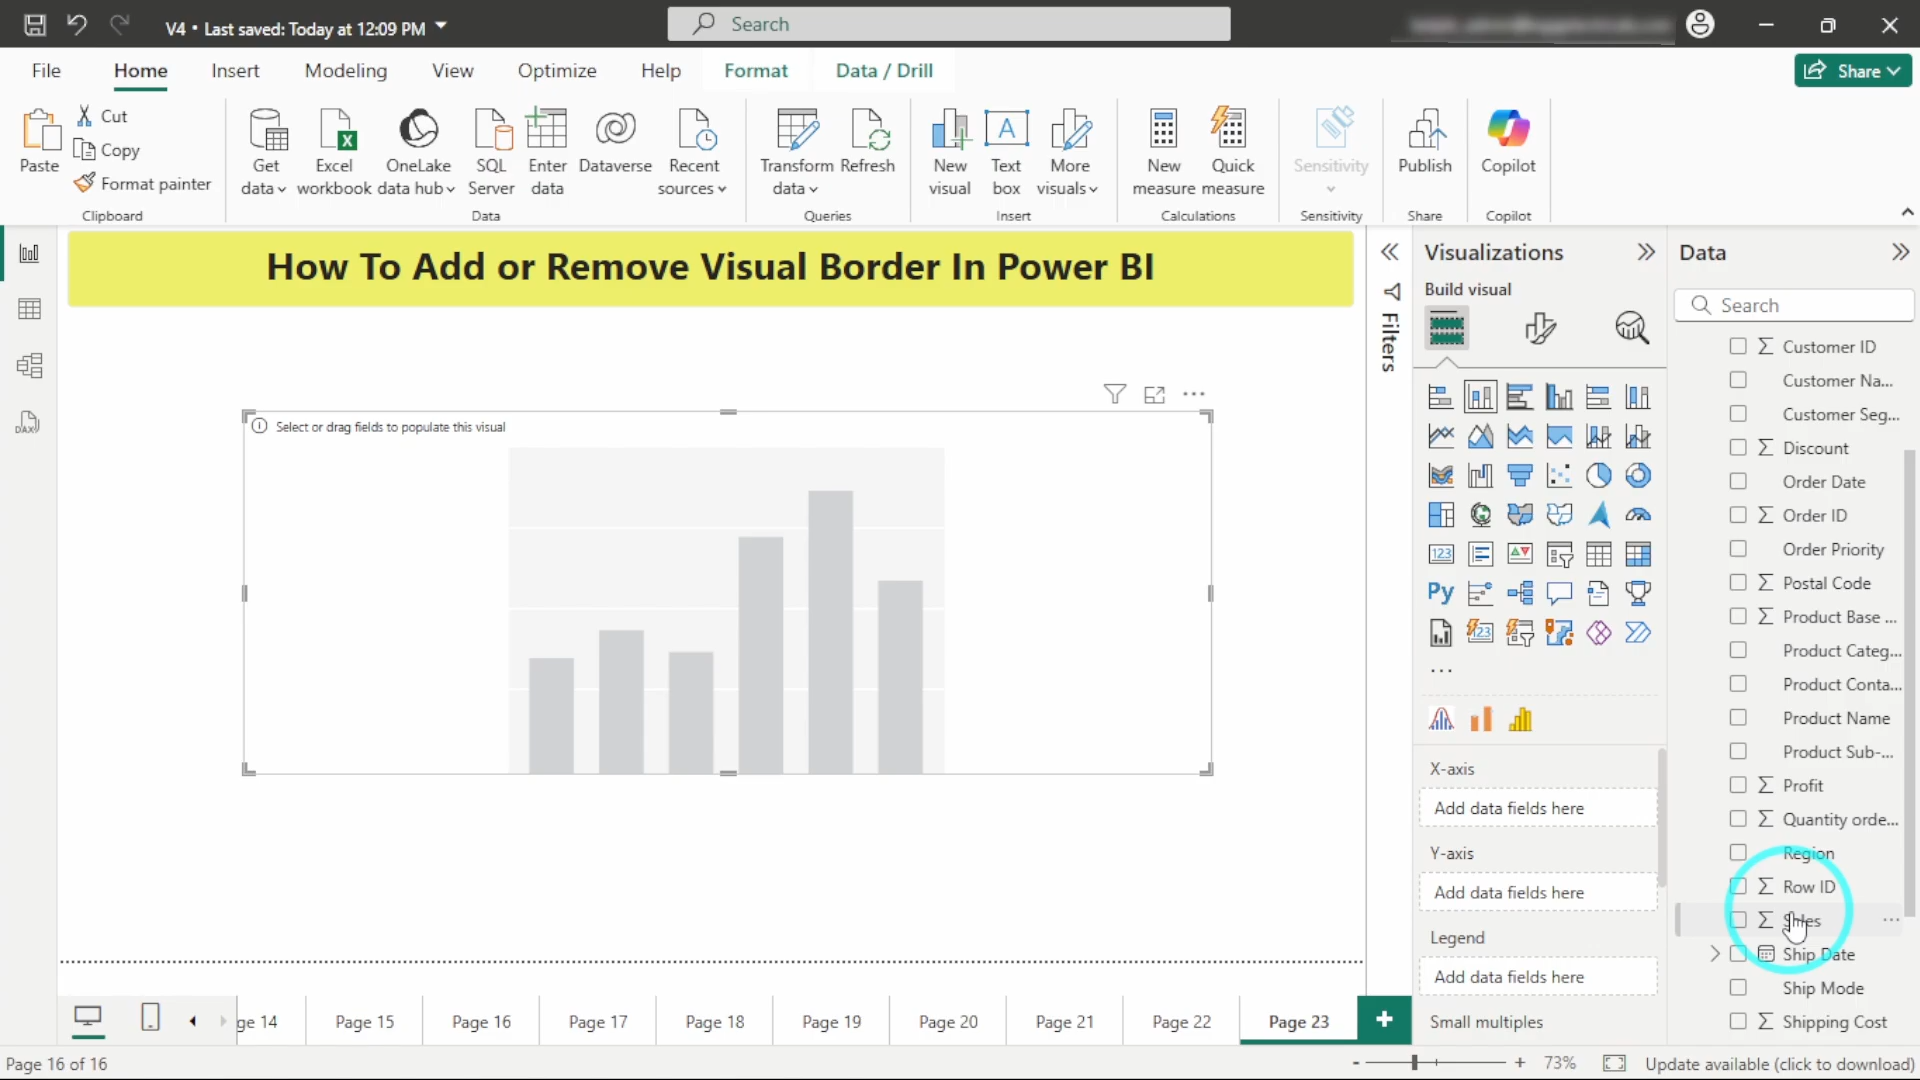 V4 • Last saved: Today at 12:09 PM
Search
File
Home
Insert
Modeling
View
Optimize
Help
Format
Data / Drill
Share
Paste
Cut
Copy
Format painter
Clipboard
Get data
Excel workbook
OneLake data hub
SQL Server
Enter data
Dataverse
Recent sources
Data
Transform data
Refresh
Queries
New visual
Text box
More visuals
Insert
New measure
Quick measure
Calculations
Sensitivity
Sensitivity
Publish
Share
Copilot
Copilot
How To Add or Remove Visual Border In Power BI
Select or drag fields to populate this visual
Filters
Visualizations
Build visual
123
Py
123
X-axis
Add data fields here
Y-axis
Add data fields here
Legend
Add data fields here
Small multiples
Data
Search
Customer ID
Customer Na...
Customer Seg...
Discount
Order Date
Order ID
Order Priority
Postal Code
Product Base ...
Product Categ...
Product Conta...
Product Name
Product Sub-...
Profit
Quantity orde...
Region
Row ID
Sales
Ship Date
Ship Mode
Shipping Cost
DAX
ge 14
Page 15
Page 16
Page 17
Page 18
Page 19
Page 20
Page 21
Page 22
Page 23
Page 16 of 16
73%
Update available (click to download)